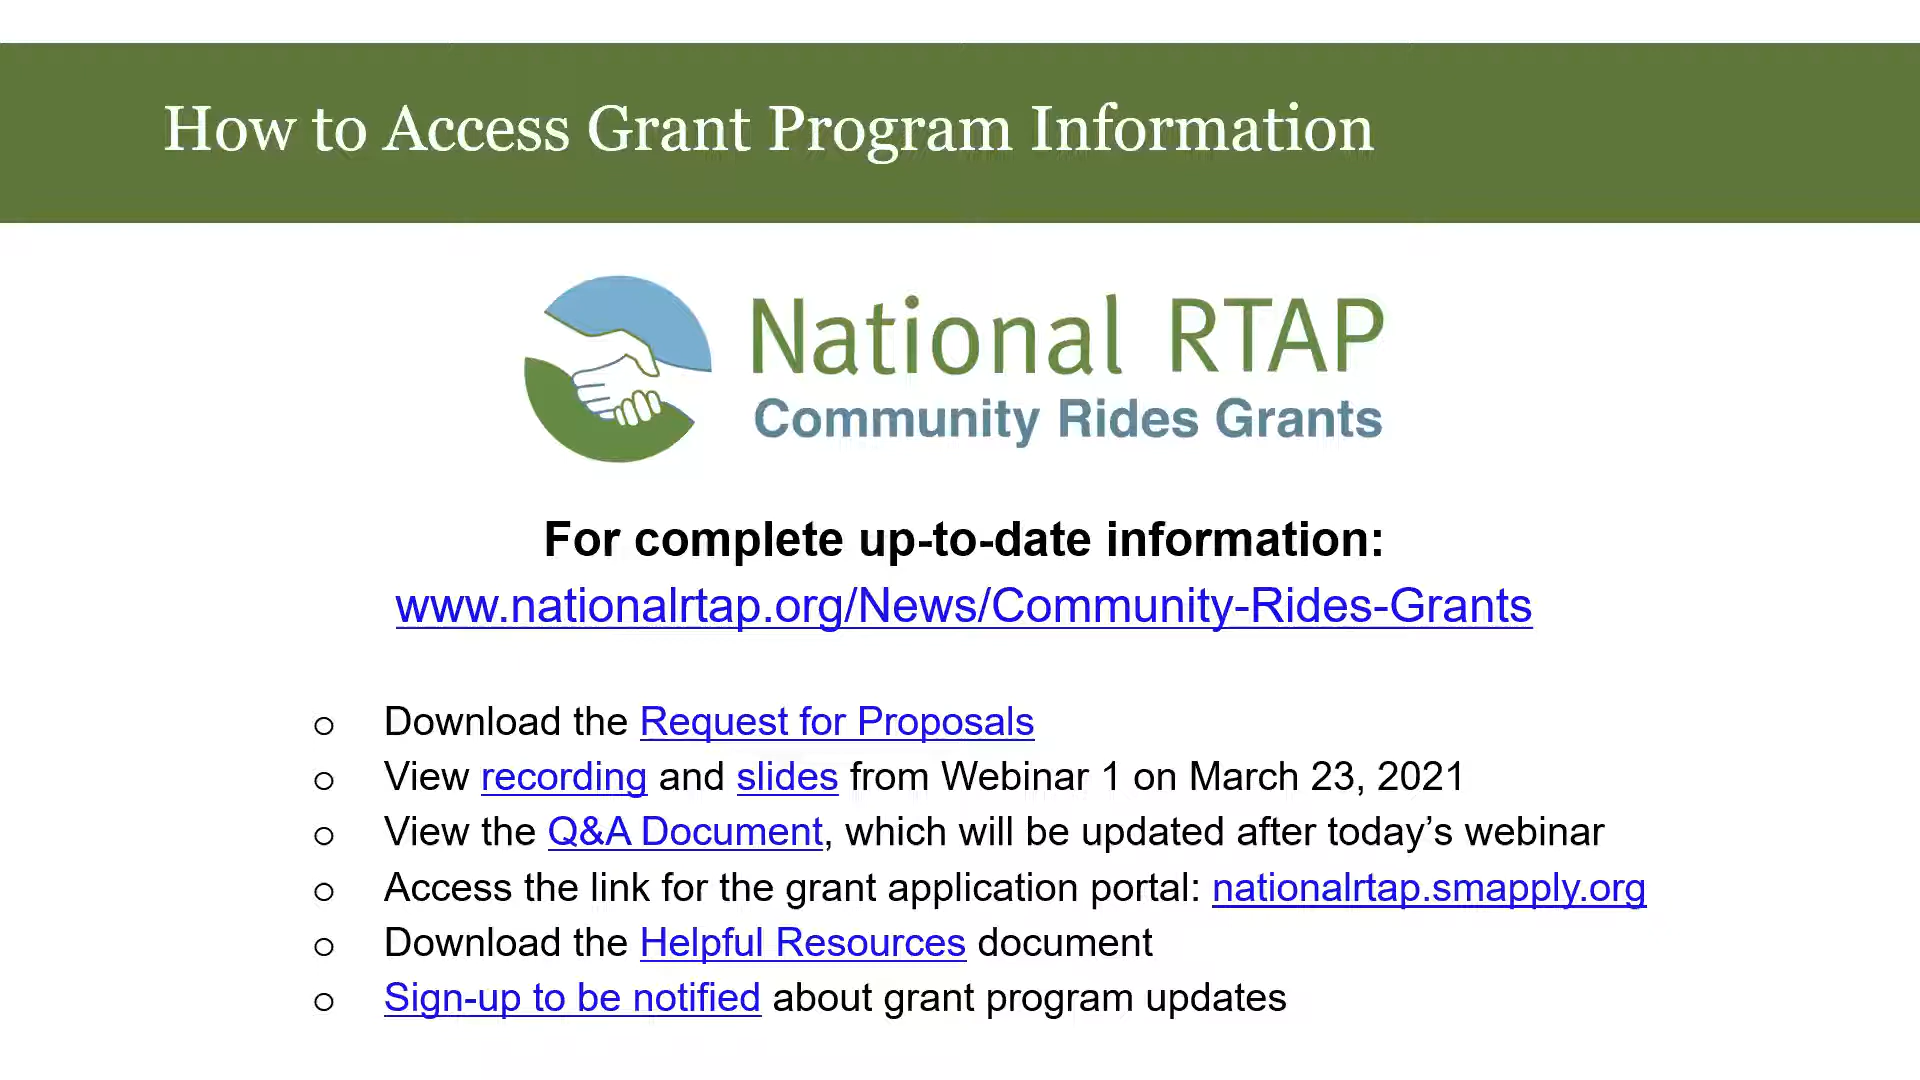 How to Access Grant Program Information
National RTAP
Community Rides Grants
For complete up-to-date information:
www.nationalrtap.org/News/Community-Rides-Grants
o Download the Request for Proposals
o View recording and slides from Webinar 1 on March 23, 2021
o View the Q&A Document, which will be updated after today’s webinar
o Access the link for the grant application portal: nationalrtap.smapply.org
o Download the Helpful Resources document
o Sign-up to be notified about grant program updates